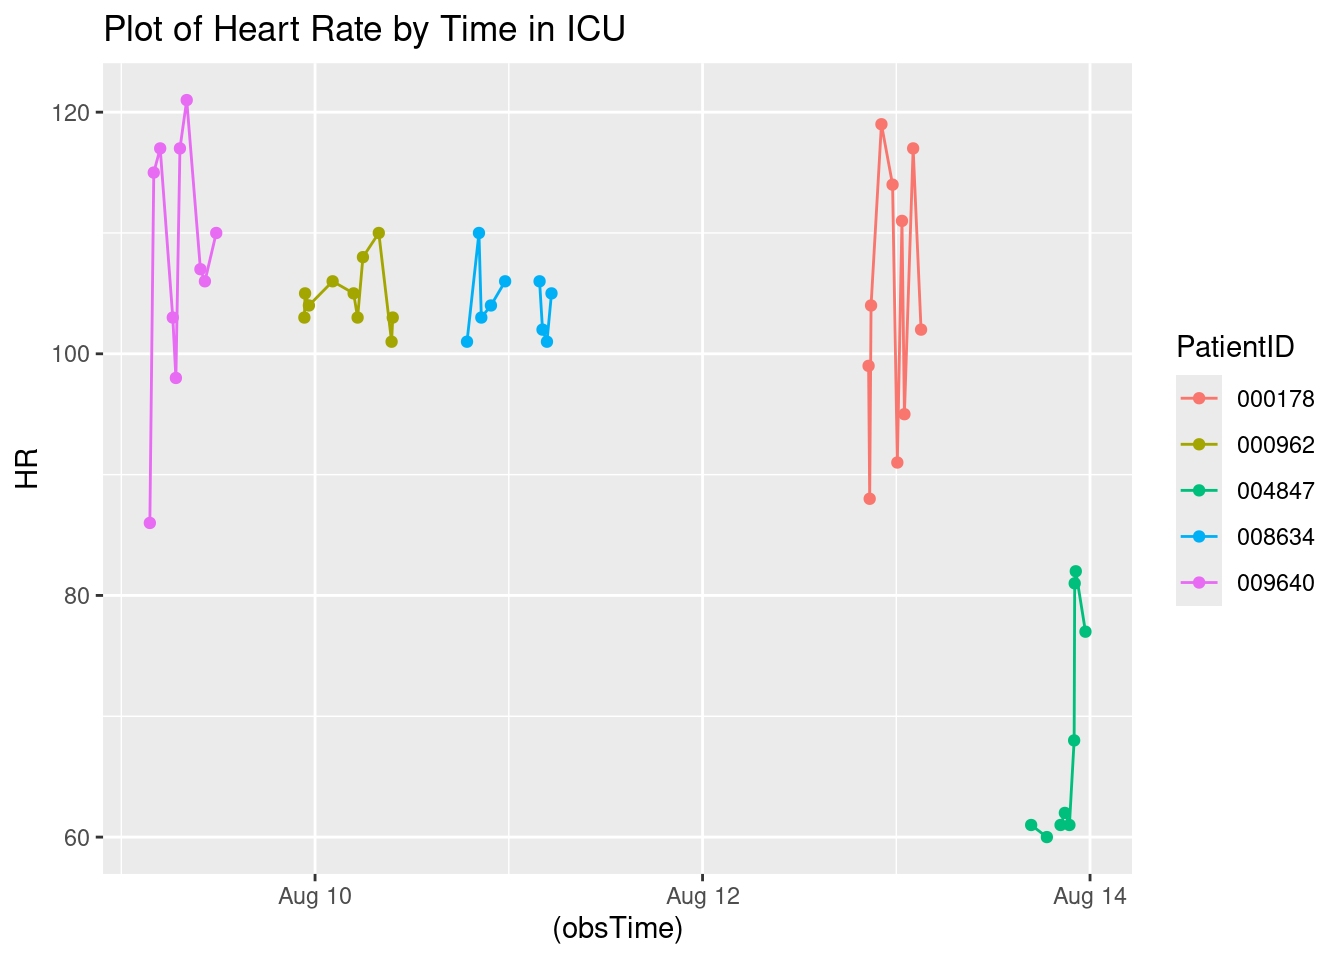 Plot of Heart Rate by Time in ICU
120
100
80
60
HR
Aug 10
Aug 12
Aug 14
(obsTime)
PatientID
000178
000962
004847
008634
009640